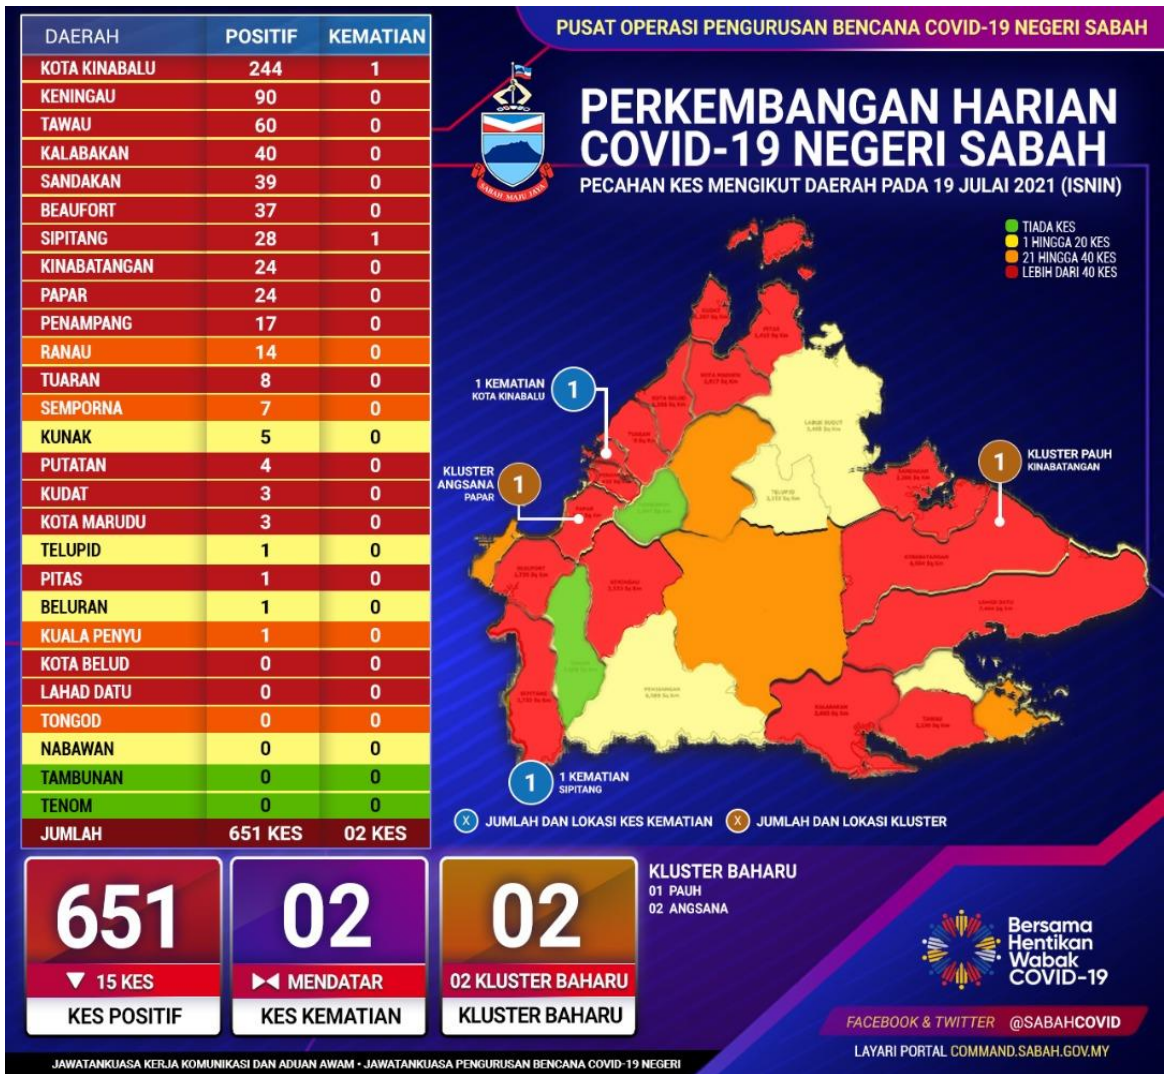 PUSAT OPERASI PENGURUSAN BENCANA COVID-19 NEGERI SABAH
PERKEMBANGAN HARIAN
COVID-19 NEGERI SABAH
PECAHAN KES MENGIKUT DAERAH PADA 19 JULAI 2021 (ISNIN)
SABAH MAJU JAYA
DAERAH POSITIF KEMATIAN
KOTA KINABALU 244 1
KENINGAU 90 0
TAWAU 60 0
KALABAKAN 40 0
SANDAKAN 39 0
BEAUFORT 37 0
SIPITANG 28 1
KINABATANGAN 24 0
PAPAR 24 0
PENAMPANG 17 0
RANAU 14 0
TUARAN 8 0
SEMPORNA 7 0
KUNAK 5 0
PUTATAN 4 0
KUDAT 3 0
KOTA MARUDU 3 0
TELUPID 1 0
PITAS 1 0
BELURAN 1 0
KUALA PENYU 1 0
KOTA BELUD 0 0
LAHAD DATU 0 0
TONGOD 0 0
NABAWAN 0 0
TAMBUNAN 0 0
TENOM 0 0
JUMLAH 651 KES 02 KES
TIADA KES
1 HINGGA 20 KES
21 HINGGA 40 KES
LEBIH DARI 40 KES
1 KEMATIAN
KOTA KINABALU
1
KLUSTER
ANGSANA
PAPAR
1
1
KLUSTER PAUH
KINABATANGAN
TELUPID
1
1 KEMATIAN
SIPITANG
X JUMLAH DAN LOKASI KES KEMATIAN
X JUMLAH DAN LOKASI KLUSTER
651
▼ 15 KES
KES POSITIF
02
MENDATAR
KES KEMATIAN
02
02 KLUSTER BAHARU
KLUSTER BAHARU
KLUSTER BAHARU
01 PAUH
02 ANGSANA
Bersama
Hentikan
Wabak
COVID-19
FACEBOOK & TWITTER @SABAHCOVID
LAYARI PORTAL COMMAND.SABAH.GOV.MY
JAWATANKUASA KERJA KOMUNIKASI DAN ADUAN AWAM • JAWATANKUASA PENGURUSAN BENCANA COVID-19 NEGERI